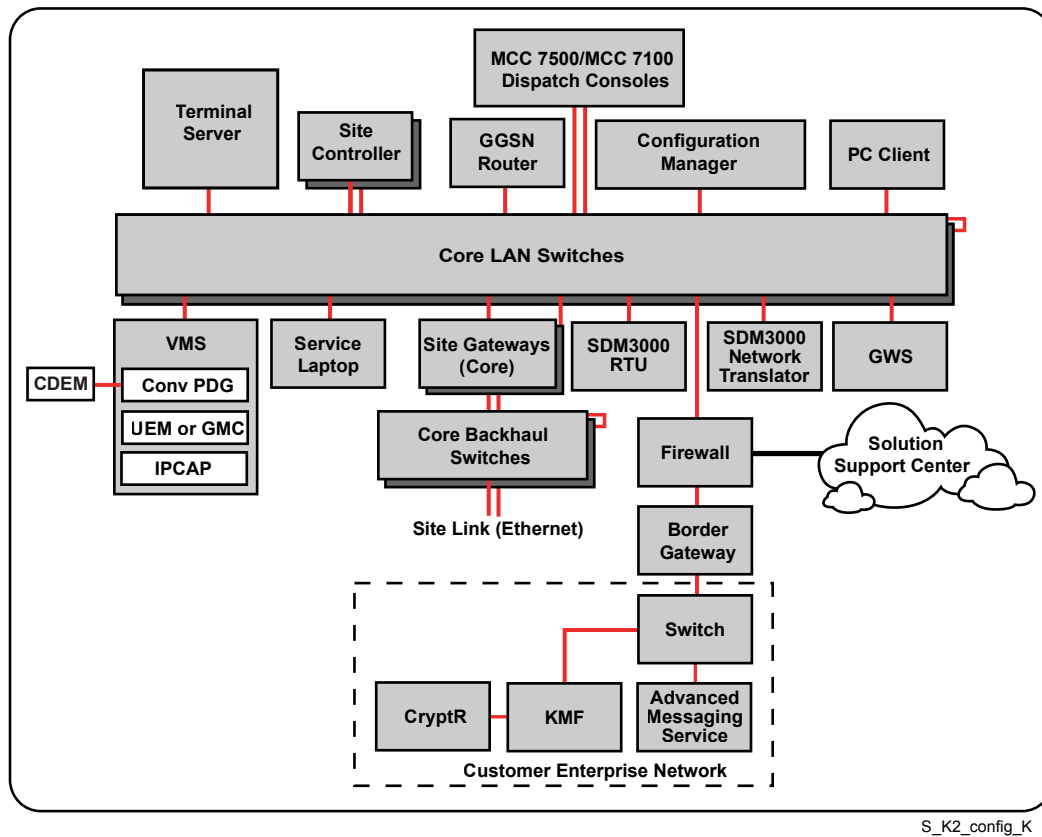 MCC 7500/MCC 7100
Dispatch Consoles
Terminal
Server
Site
Controller
GGSN
Router
Configuration
Manager
PC Client
Core LAN Switches
VMS
Conv PDG
UEM or GMC
IPCAP
CDEM
Service
Laptop
Site Gateways
(Core)
SDM3000
RTU
SDM3000
Network
Translator
GWS
Core Backhaul
Switches
Site Link (Ethernet)
Firewall
Solution
Support Center
Border
Gateway
Switch
CryptR
KMF
Advanced
Messaging
Service
Customer Enterprise Network
S_K2_config_K